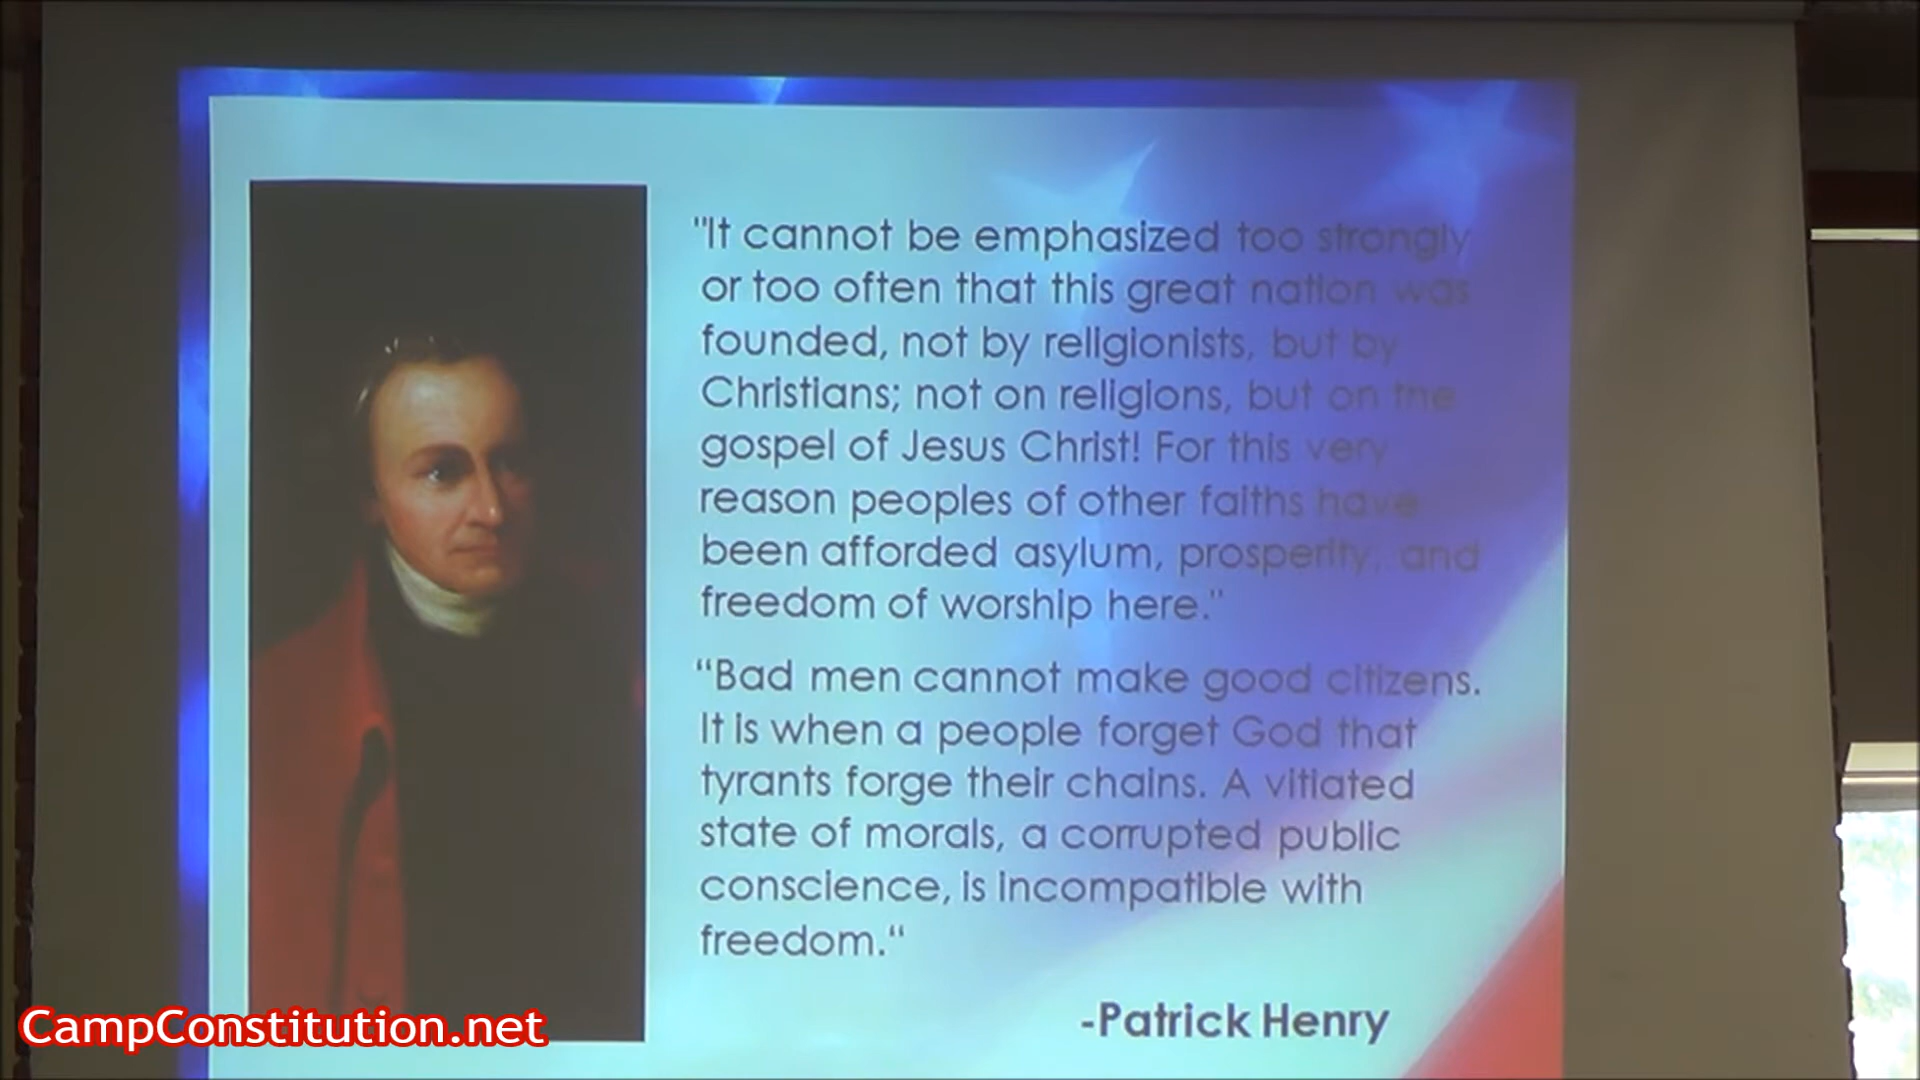 "It cannot be emphasized too strongly
or too often that this great nation was
founded, not by religionists, but by
Christians; not on religions, but on the
gospel of Jesus Christ! For this very
reason peoples of other faiths have
been afforded asylum, prosperity, and
freedom of worship here."
“Bad men cannot make good citizens.
It is when a people forget God that
tyrants forge their chains. A vitiated
state of morals, a corrupted public
conscience, is incompatible with
freedom.“
-Patrick Henry
CampConstitution.net